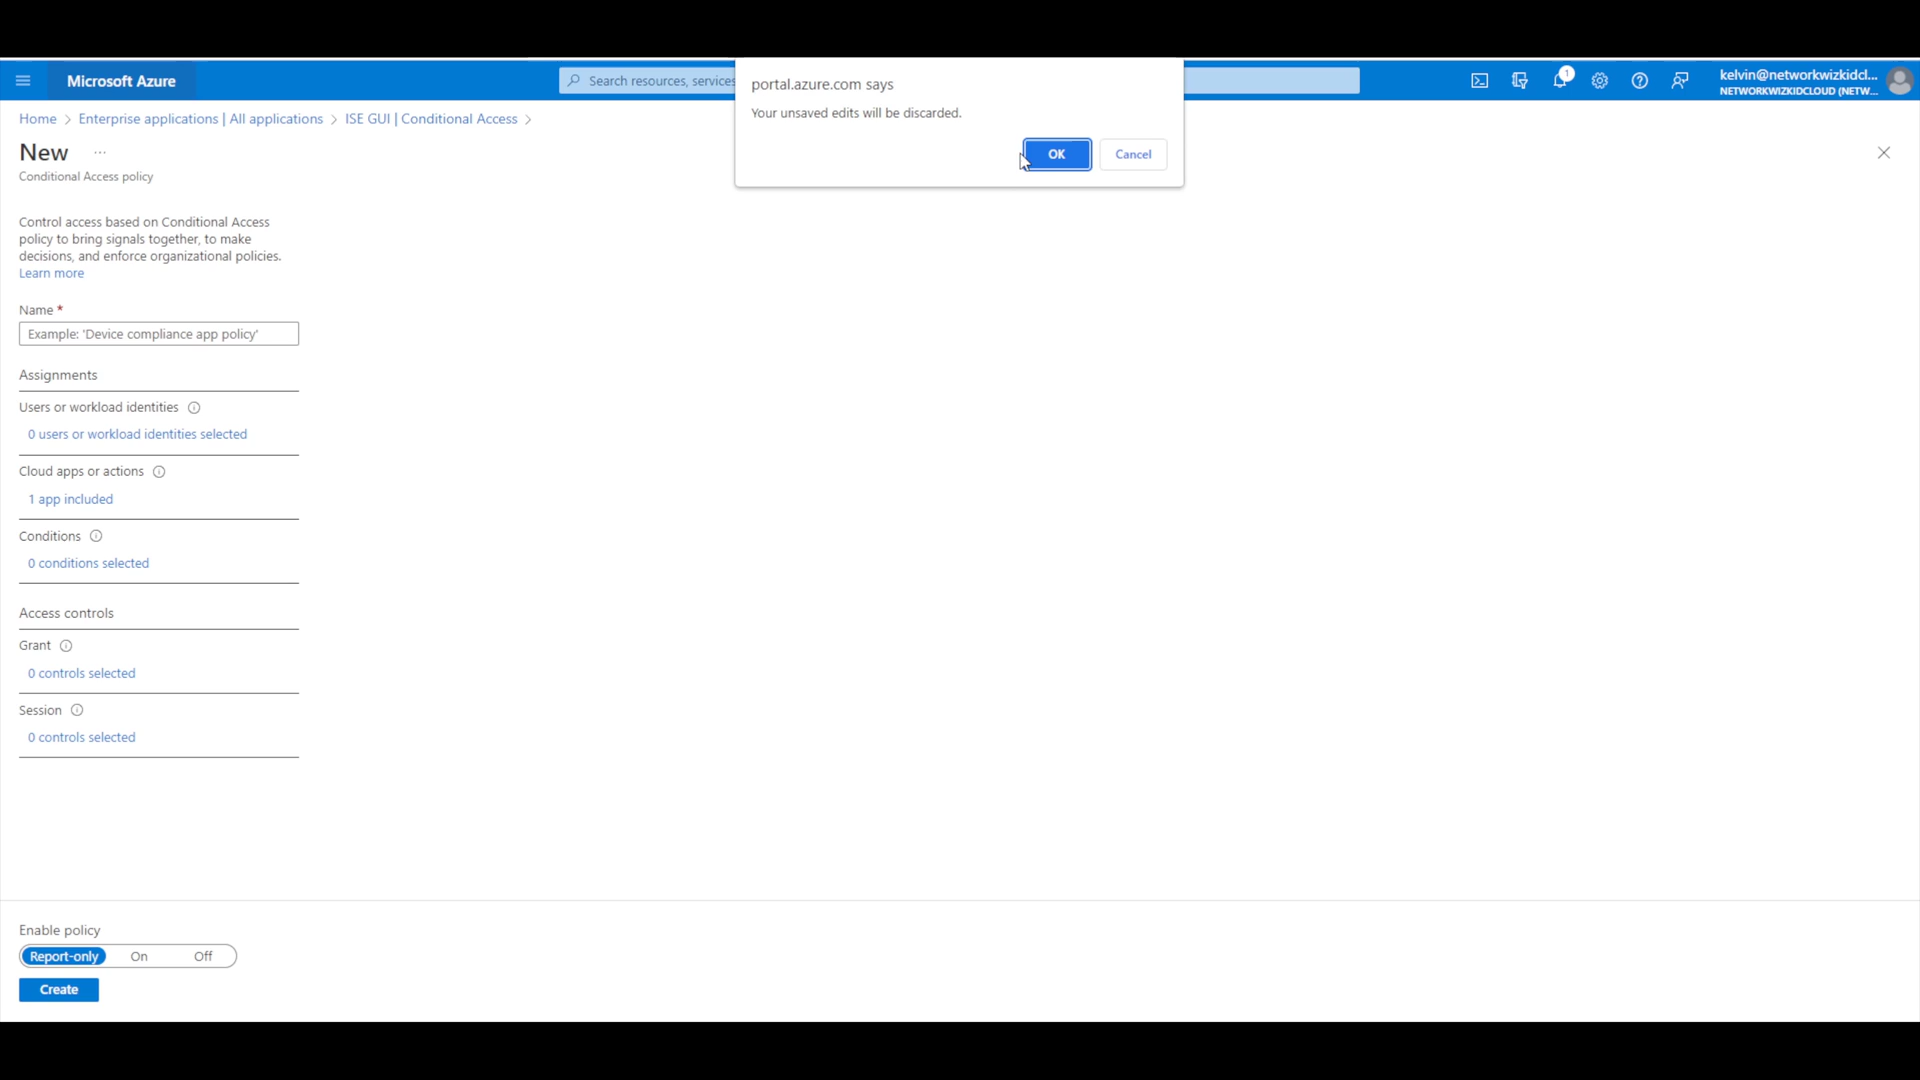 Microsoft Azure
Search resources, services
1
kelvin@networkwizkidcl...
NETWORKWIZKIDCLOUD (NETW...
portal.azure.com says
Your unsaved edits will be discarded.
OK
Cancel
Home > Enterprise applications | All applications > ISE GUI | Conditional Access >
New ...
Conditional Access policy
Control access based on Conditional Access
policy to bring signals together, to make
decisions, and enforce organizational policies.
Learn more
Name *
Example: 'Device compliance app policy'
Assignments
Users or workload identities
0 users or workload identities selected
Cloud apps or actions
1 app included
Conditions
0 conditions selected
Access controls
Grant
0 controls selected
Session
0 controls selected
Enable policy
Report-only On Off
Create